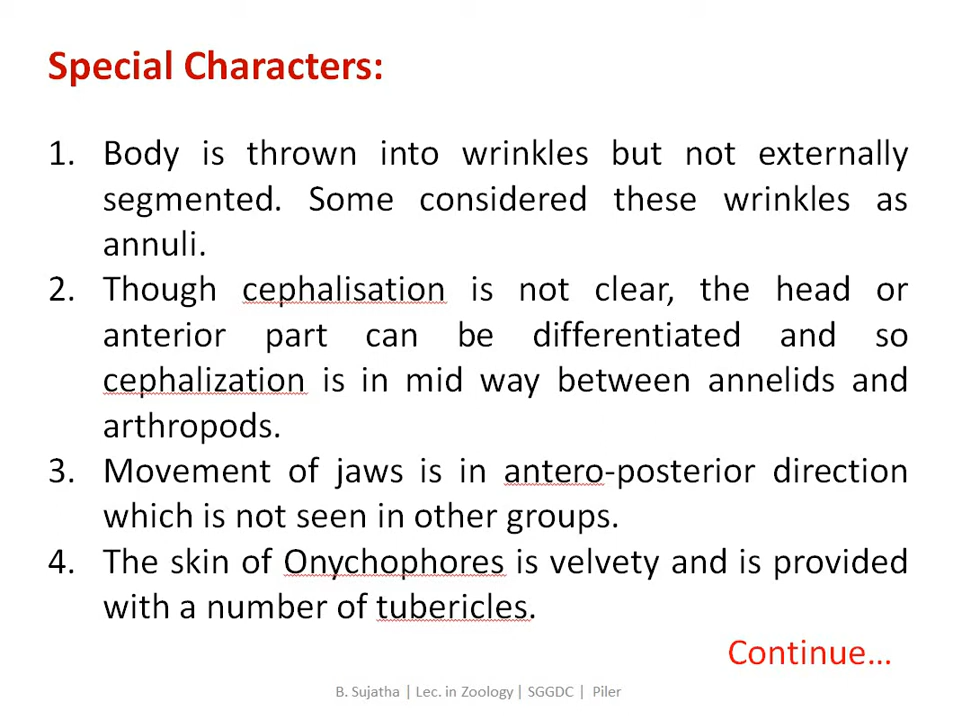 Special Characters:
1. Body is thrown into wrinkles but not externally
segmented. Some considered these wrinkles as
annuli.
2. Though cephalisation is not clear, the head or
anterior part can be differentiated and so
cephalization is in mid way between annelids and
arthropods.
3. Movement of jaws is in antero-posterior direction
which is not seen in other groups.
4. The skin of Onychophores is velvety and is provided
with a number of tubericles.
Continue...
B. Sujatha | Lec. in Zoology | SGGDC | Piler